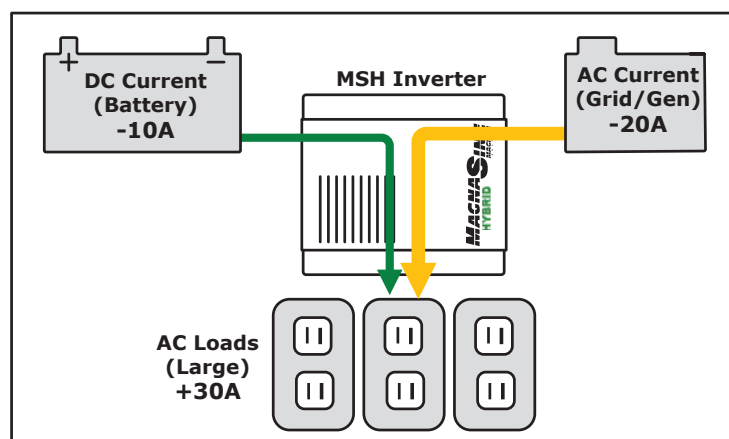 + −
DC Current
(Battery)
-10A
MSH Inverter
AC Current
(Grid/Gen)
-20A
MAGNASINE
HYBRID
AC Loads
(Large)
+30A